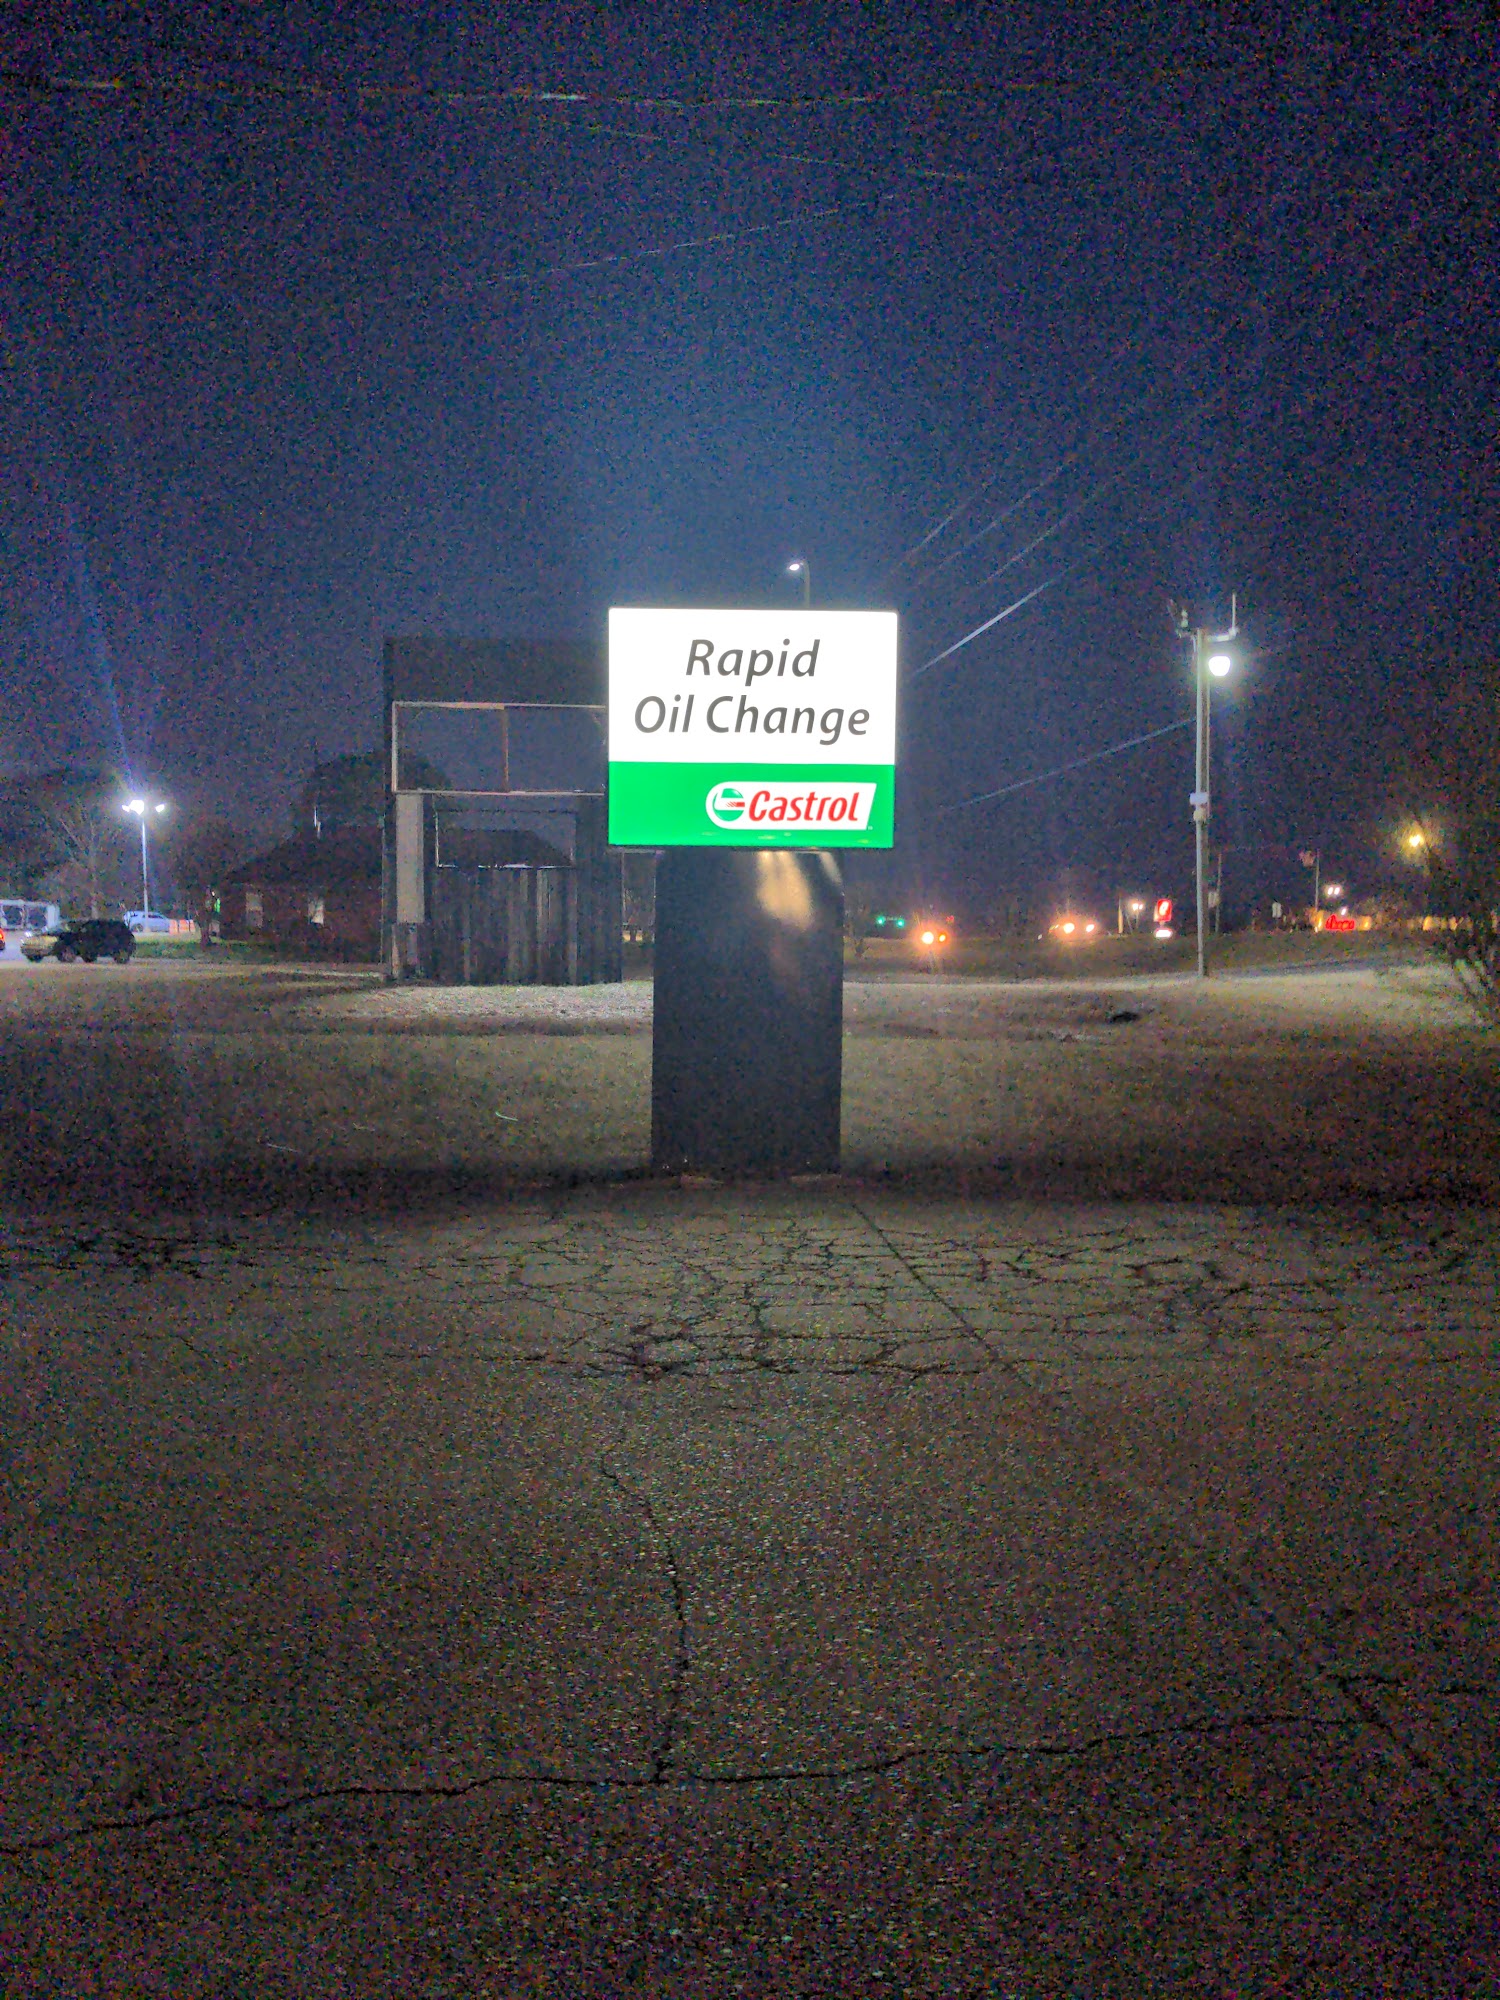 Rapid
Oil Change
Castrol